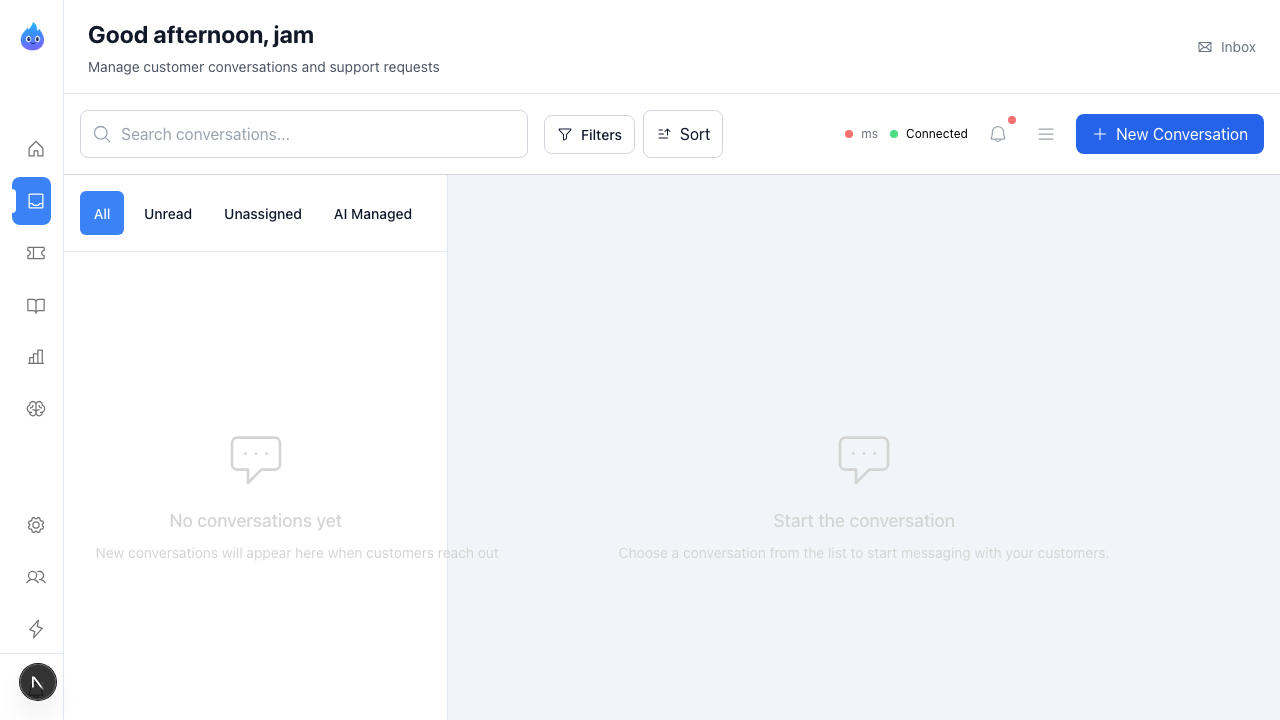 Good afternoon, jam
Manage customer conversations and support requests
Inbox
Search conversations...
Filters
Sort
ms
Connected
New Conversation
All
Unread
Unassigned
AI Managed
No conversations yet
New conversations will appear here when customers reach out
Start the conversation
Choose a conversation from the list to start messaging with your customers.